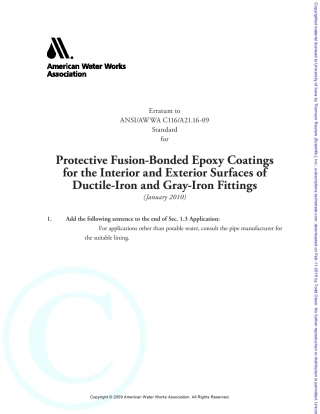 American Water Works
Association
Erratum to
ANSI/AWWA C116/A21.16-09
Standard
for
Protective Fusion-Bonded Epoxy Coatings
for the Interior and Exterior Surfaces of
Ductile-Iron and Gray-Iron Fittings
(January 2010)
1. Add the following sentence to the end of Sec. 1.3 Application:
For applications other than potable water, consult the pipe manufacturer for
the suitable lining.
Copyright © 2009 American Water Works Association. All Rights Reserved.
Copyrighted material licensed to University of Iowa by Thomson Reuters (Scientific), Inc., subscriptions.techstreet.com, downloaded on Feb-11-2015 by Todd Dixon. No further reproduction or distribution is permitted.